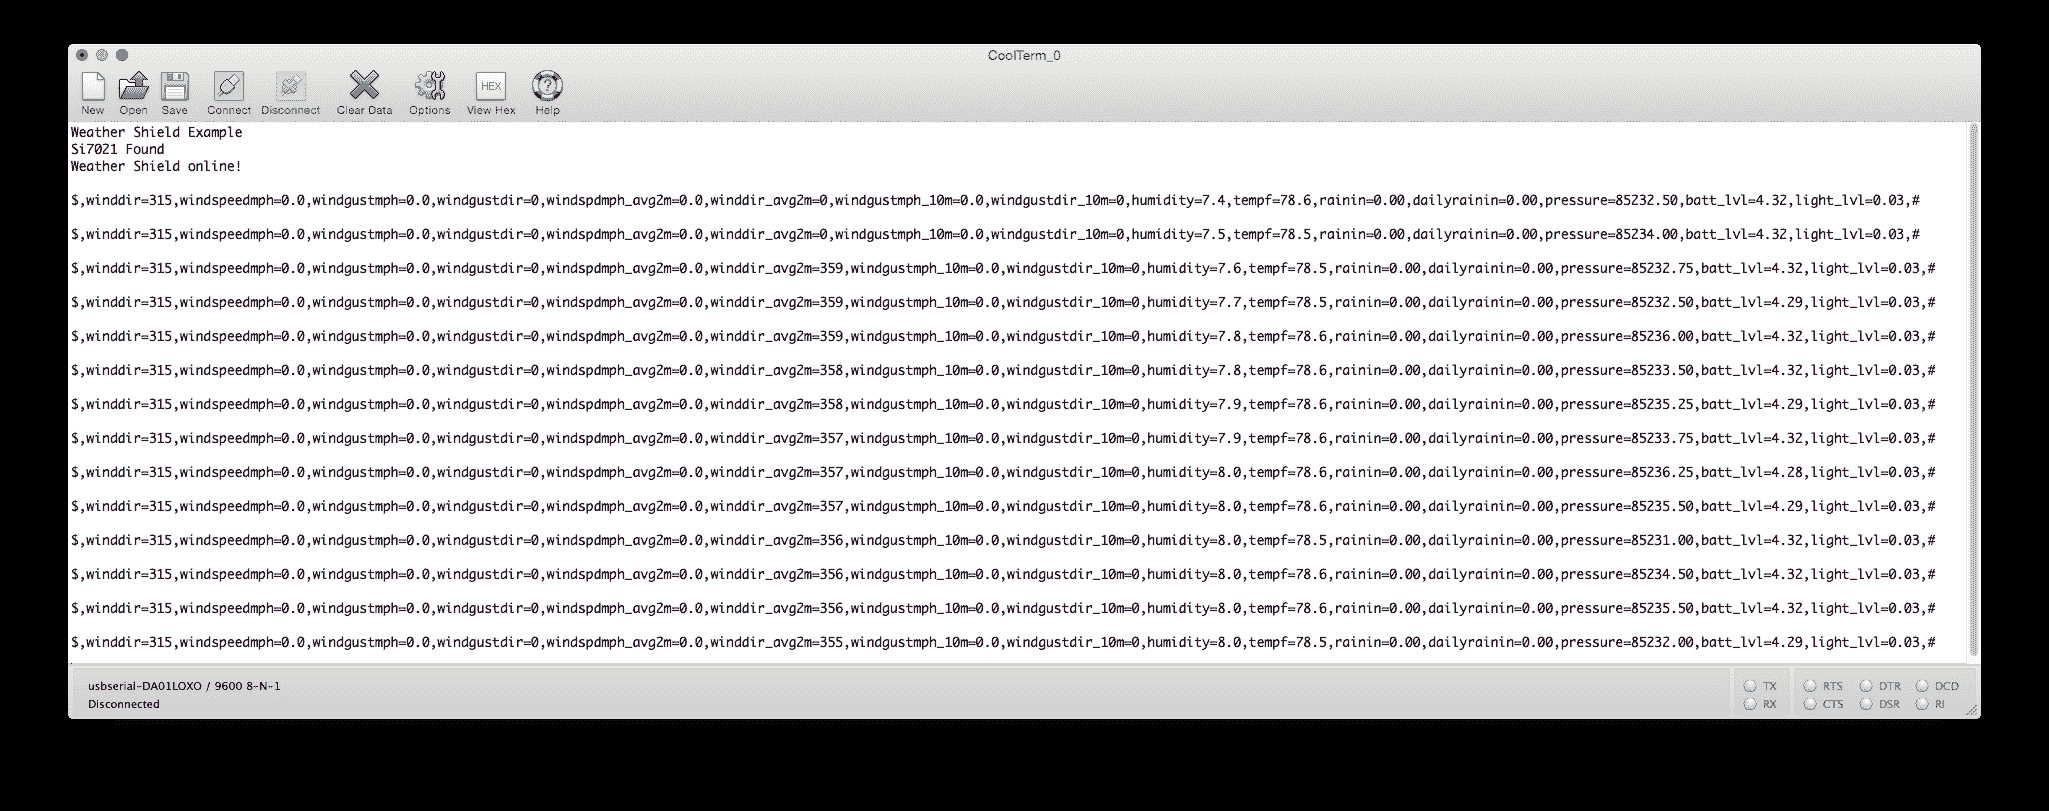 CoolTerm_0
New Open Save Connect Disconnect Clear Data Options HEX View Hex Help
Weather Shield Example
Si7021 Found
Weather Shield online!
$,winddir=315,windspeedmph=0.0,windgustmph=0.0,windgustdir=0,windspdmph_avg2m=0.0,winddir_avg2m=0,windgustmph_10m=0.0,windgustdir_10m=0,humidity=7.4,tempf=78.6,rainin=0.00,dailyrainin=0.00,pressure=85232.50,batt_lvl=4.32,light_lvl=0.03,#
$,winddir=315,windspeedmph=0.0,windgustmph=0.0,windgustdir=0,windspdmph_avg2m=0.0,winddir_avg2m=0,windgustmph_10m=0.0,windgustdir_10m=0,humidity=7.5,tempf=78.5,rainin=0.00,dailyrainin=0.00,pressure=85234.00,batt_lvl=4.32,light_lvl=0.03,#
$,winddir=315,windspeedmph=0.0,windgustmph=0.0,windgustdir=0,windspdmph_avg2m=0.0,winddir_avg2m=359,windgustmph_10m=0.0,windgustdir_10m=0,humidity=7.6,tempf=78.5,rainin=0.00,dailyrainin=0.00,pressure=85232.75,batt_lvl=4.32,light_lvl=0.03,#
$,winddir=315,windspeedmph=0.0,windgustmph=0.0,windgustdir=0,windspdmph_avg2m=0.0,winddir_avg2m=359,windgustmph_10m=0.0,windgustdir_10m=0,humidity=7.7,tempf=78.5,rainin=0.00,dailyrainin=0.00,pressure=85232.50,batt_lvl=4.29,light_lvl=0.03,#
$,winddir=315,windspeedmph=0.0,windgustmph=0.0,windgustdir=0,windspdmph_avg2m=0.0,winddir_avg2m=359,windgustmph_10m=0.0,windgustdir_10m=0,humidity=7.8,tempf=78.6,rainin=0.00,dailyrainin=0.00,pressure=85236.00,batt_lvl=4.32,light_lvl=0.03,#
$,winddir=315,windspeedmph=0.0,windgustmph=0.0,windgustdir=0,windspdmph_avg2m=0.0,winddir_avg2m=358,windgustmph_10m=0.0,windgustdir_10m=0,humidity=7.8,tempf=78.6,rainin=0.00,dailyrainin=0.00,pressure=85233.50,batt_lvl=4.32,light_lvl=0.03,#
$,winddir=315,windspeedmph=0.0,windgustmph=0.0,windgustdir=0,windspdmph_avg2m=0.0,winddir_avg2m=358,windgustmph_10m=0.0,windgustdir_10m=0,humidity=7.9,tempf=78.6,rainin=0.00,dailyrainin=0.00,pressure=85235.25,batt_lvl=4.29,light_lvl=0.03,#
$,winddir=315,windspeedmph=0.0,windgustmph=0.0,windgustdir=0,windspdmph_avg2m=0.0,winddir_avg2m=357,windgustmph_10m=0.0,windgustdir_10m=0,humidity=7.9,tempf=78.6,rainin=0.00,dailyrainin=0.00,pressure=85233.75,batt_lvl=4.32,light_lvl=0.03,#
$,winddir=315,windspeedmph=0.0,windgustmph=0.0,windgustdir=0,windspdmph_avg2m=0.0,winddir_avg2m=357,windgustmph_10m=0.0,windgustdir_10m=0,humidity=8.0,tempf=78.6,rainin=0.00,dailyrainin=0.00,pressure=85236.25,batt_lvl=4.28,light_lvl=0.03,#
$,winddir=315,windspeedmph=0.0,windgustmph=0.0,windgustdir=0,windspdmph_avg2m=0.0,winddir_avg2m=357,windgustmph_10m=0.0,windgustdir_10m=0,humidity=8.0,tempf=78.6,rainin=0.00,dailyrainin=0.00,pressure=85235.50,batt_lvl=4.29,light_lvl=0.03,#
$,winddir=315,windspeedmph=0.0,windgustmph=0.0,windgustdir=0,windspdmph_avg2m=0.0,winddir_avg2m=356,windgustmph_10m=0.0,windgustdir_10m=0,humidity=8.0,tempf=78.5,rainin=0.00,dailyrainin=0.00,pressure=85231.00,batt_lvl=4.32,light_lvl=0.03,#
$,winddir=315,windspeedmph=0.0,windgustmph=0.0,windgustdir=0,windspdmph_avg2m=0.0,winddir_avg2m=356,windgustmph_10m=0.0,windgustdir_10m=0,humidity=8.0,tempf=78.6,rainin=0.00,dailyrainin=0.00,pressure=85234.50,batt_lvl=4.32,light_lvl=0.03,#
$,winddir=315,windspeedmph=0.0,windgustmph=0.0,windgustdir=0,windspdmph_avg2m=0.0,winddir_avg2m=356,windgustmph_10m=0.0,windgustdir_10m=0,humidity=8.0,tempf=78.6,rainin=0.00,dailyrainin=0.00,pressure=85235.50,batt_lvl=4.32,light_lvl=0.03,#
$,winddir=315,windspeedmph=0.0,windgustmph=0.0,windgustdir=0,windspdmph_avg2m=0.0,winddir_avg2m=355,windgustmph_10m=0.0,windgustdir_10m=0,humidity=8.0,tempf=78.5,rainin=0.00,dailyrainin=0.00,pressure=85232.00,batt_lvl=4.29,light_lvl=0.03,#
usbserial-DA01LOXO / 9600 8-N-1
Disconnected
TX RTS DTR DCD
RX CTS DSR RI